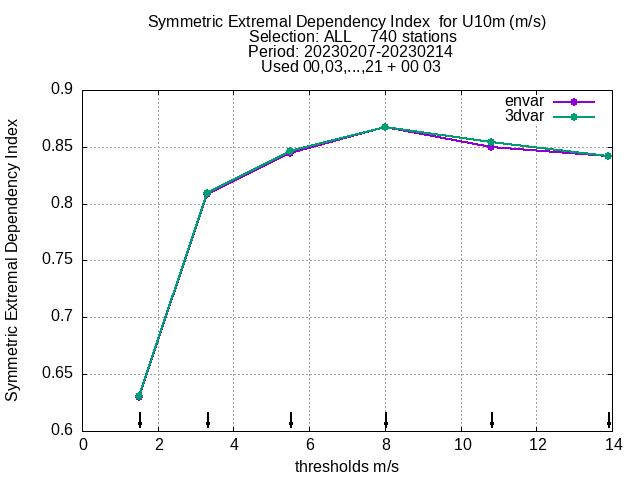 Symmetric Extremal Dependency Index  for U10m (m/s)
Selection: ALL    740 stations
Period: 20230207-20230214
Used 00,03,...,21 + 00 03
envar
3dvar
Symmetric Extremal Dependency Index
0.9
0.85
0.8
0.75
0.7
0.65
0.6
0 2 4 6 8 10 12 14
thresholds m/s